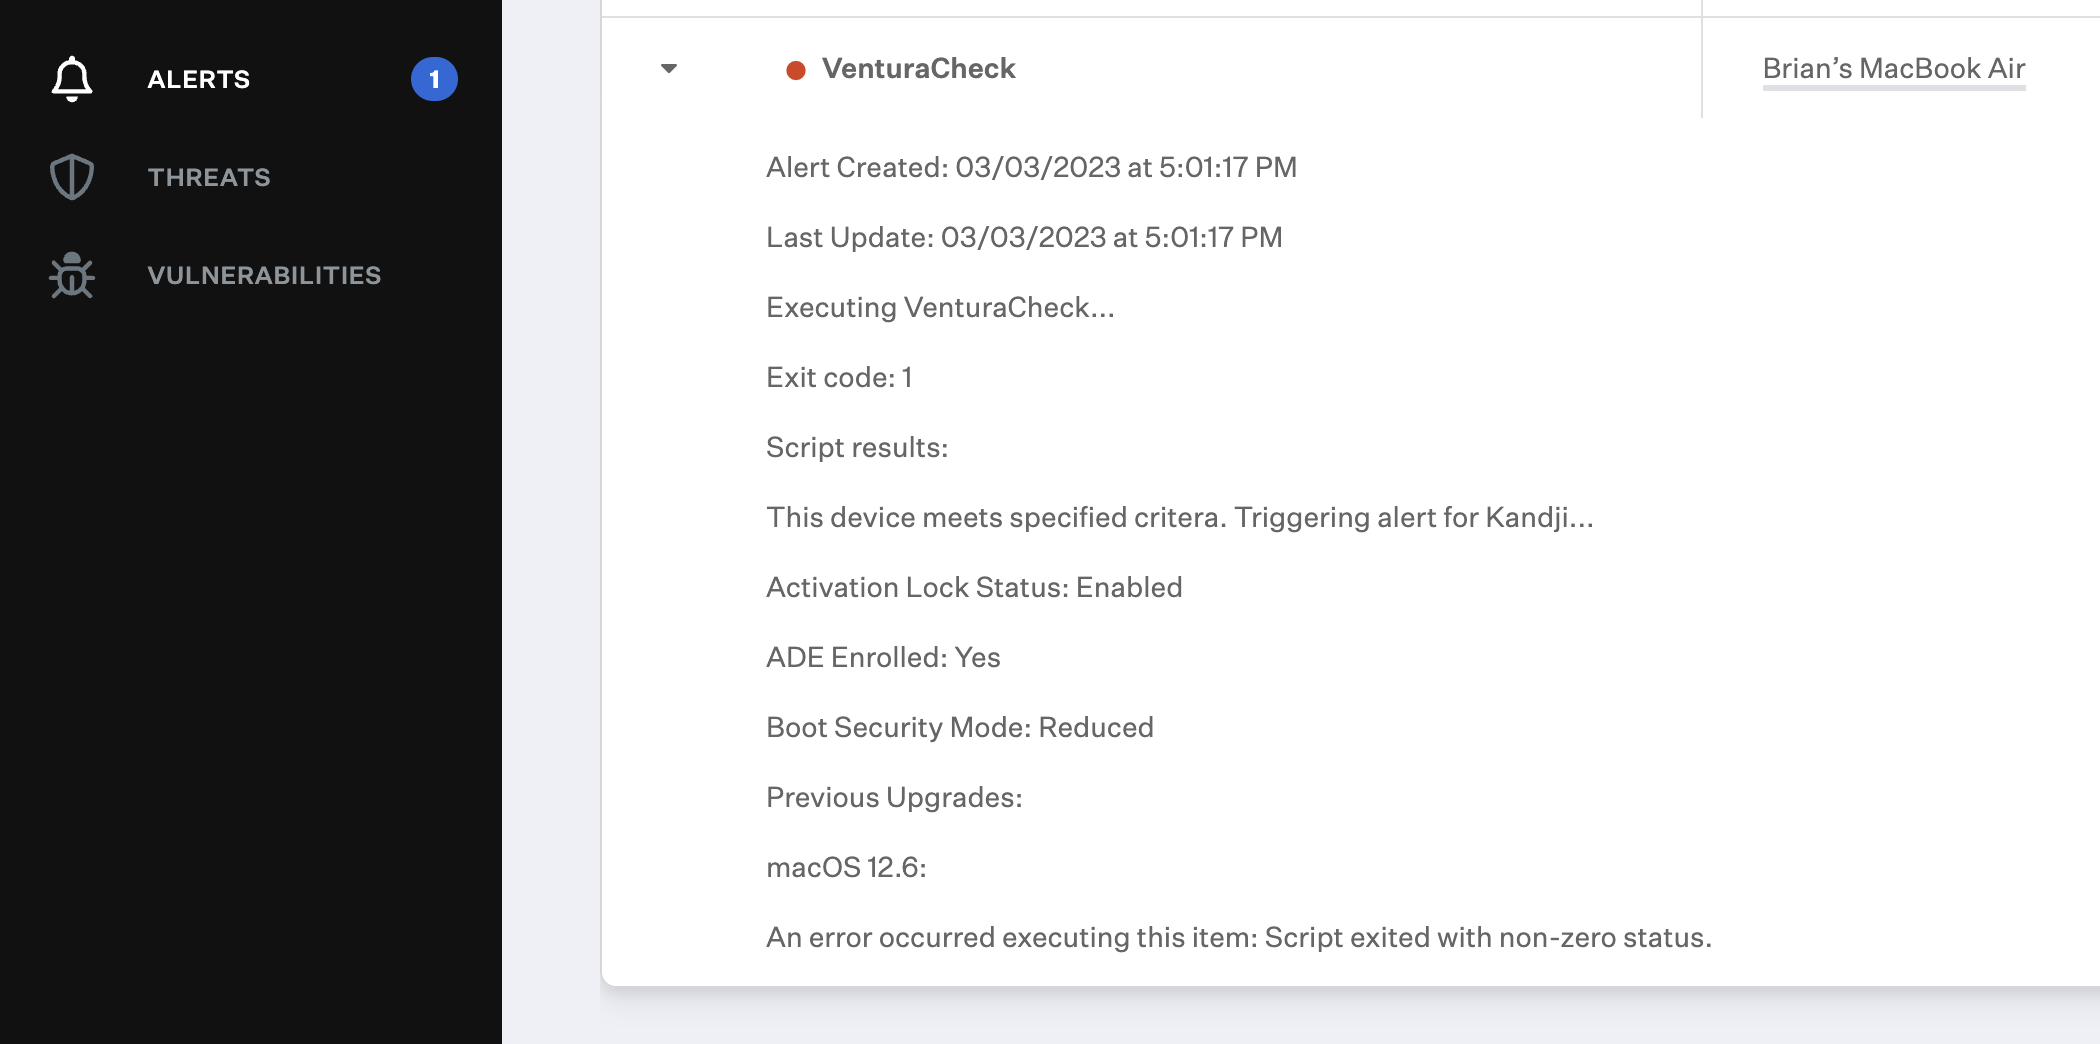 ALERTS 1
THREATS
VULNERABILITIES
VenturaCheck
Brian’s MacBook Air
Alert Created: 03/03/2023 at 5:01:17 PM
Last Update: 03/03/2023 at 5:01:17 PM
Executing VenturaCheck...
Exit code: 1
Script results:
This device meets specified critera. Triggering alert for Kandji...
Activation Lock Status: Enabled
ADE Enrolled: Yes
Boot Security Mode: Reduced
Previous Upgrades:
macOS 12.6:
An error occurred executing this item: Script exited with non-zero status.